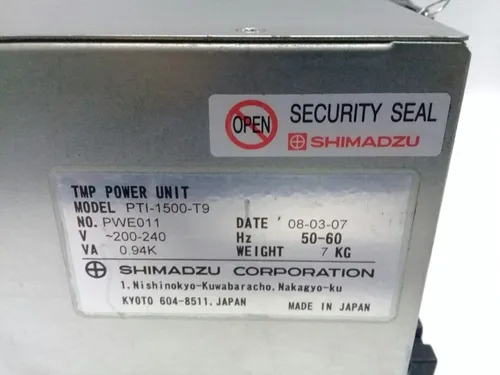 OPEN
SECURITY SEAL
SHIMADZU
TMP POWER UNIT
MODEL PTI-1500-T9
NO. PWE011 DATE 08-03-07
V ~200-240 Hz 50-60
VA 0.94K WEIGHT 7 KG
SHIMADZU CORPORATION
1.Nishinokyo-Kuwabaracho.Nakagyo-ku
KYOTO 604-8511.JAPAN MADE IN JAPAN